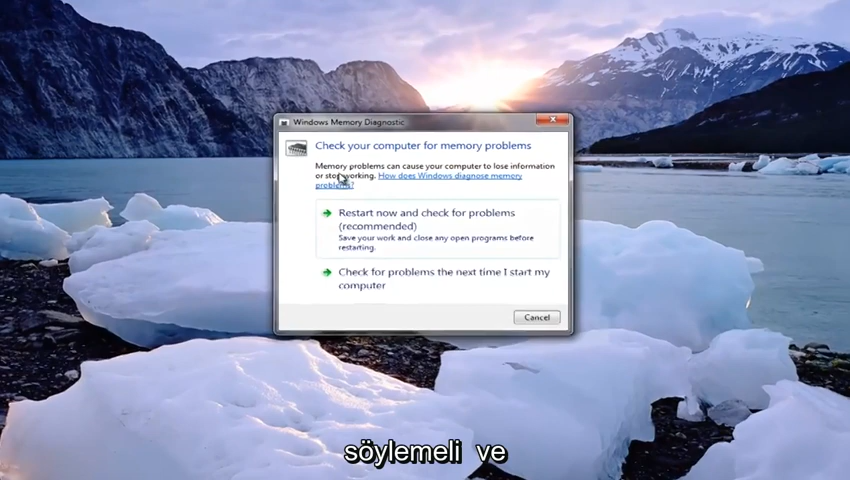 Windows Memory Diagnostic
Check your computer for memory problems
Memory problems can cause your computer to lose information
or stop working. How does Windows diagnose memory
problems?
Restart now and check for problems
(recommended)
Save your work and close any open programs before
restarting.
Check for problems the next time I start my
computer
Cancel
söylemeli ve